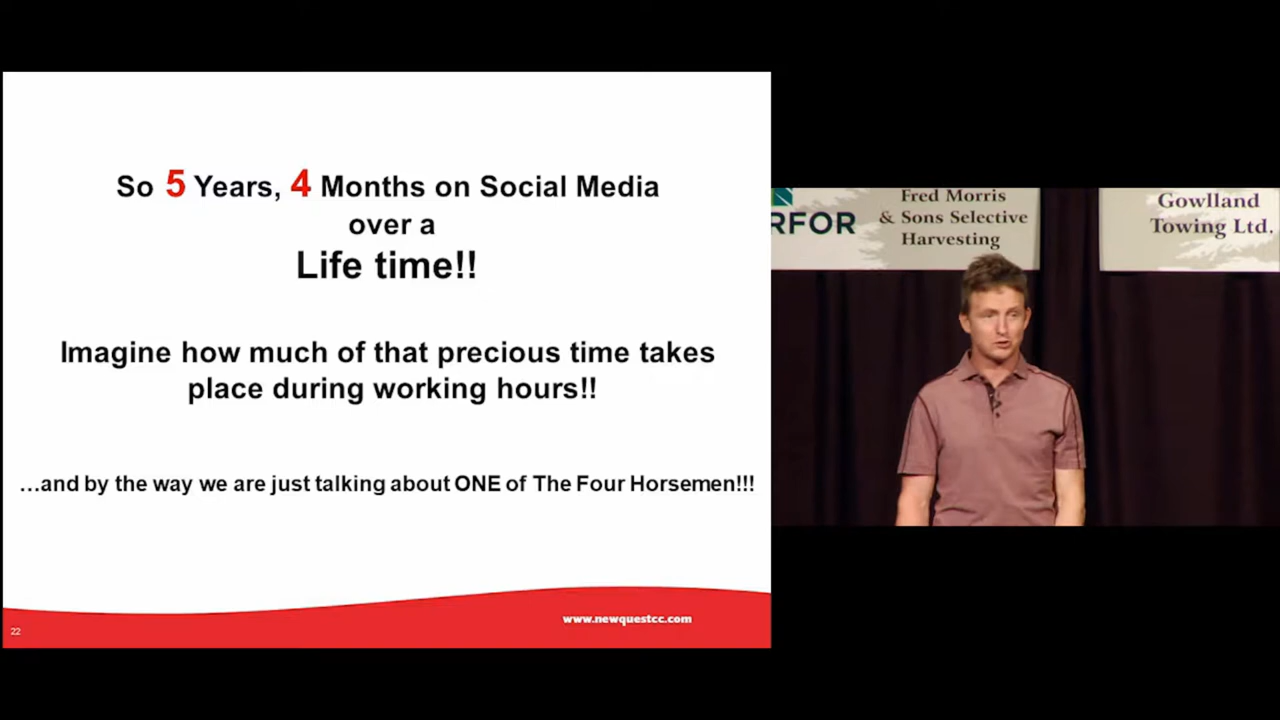 So 5 Years, 4 Months on Social Media
over a
Life time!!
Imagine how much of that precious time takes
place during working hours!!
…and by the way we are just talking about ONE of The Four Horsemen!!!
www.newquestcc.com
22
RFOR
Fred Morris
& Sons Selective
Harvesting
Gowlland
Towing Ltd.